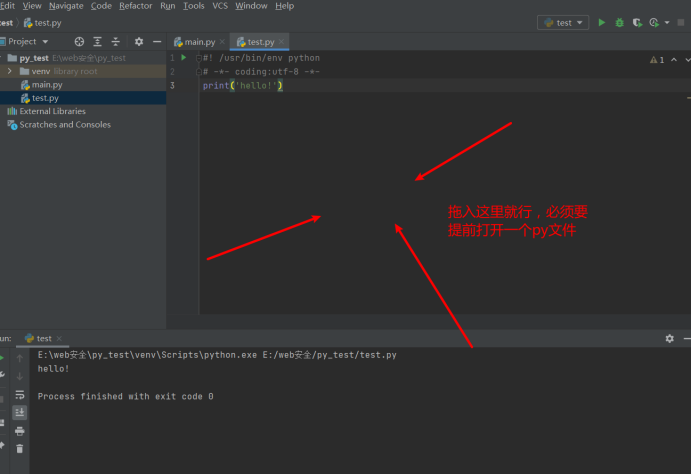 Edit View Navigate Code Refactor Run Tools VCS Window Help
test test.py test
Project
main.py test.py
py_test E:\web安全\py_test
venv library root
main.py
test.py
External Libraries
Scratches and Consoles
1 #! /usr/bin/env python
2 # -*- coding:utf-8 -*-
3 print('hello!')
1
拖入这里就行，必须要
提前打开一个py文件
un: test
E:\web安全\py_test\venv\Scripts\python.exe E:/web安全/py_test/test.py
hello!
Process finished with exit code 0